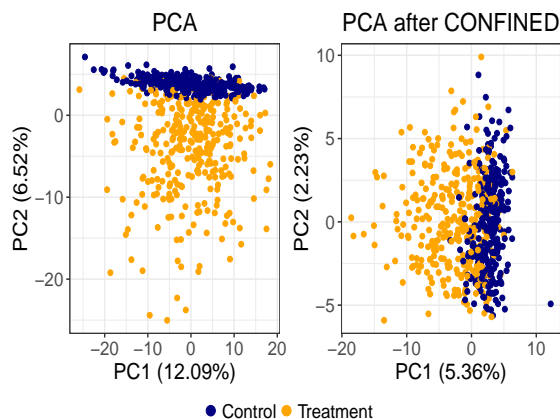 PCA
PCA after CONFINED
PC2 (6.52%)
0
−10
−20
−20
−10
0
10
20
PC1 (12.09%)
PC2 (2.23%)
10
5
0
−5
−20
−10
0
10
PC1 (5.36%)
Control
Treatment